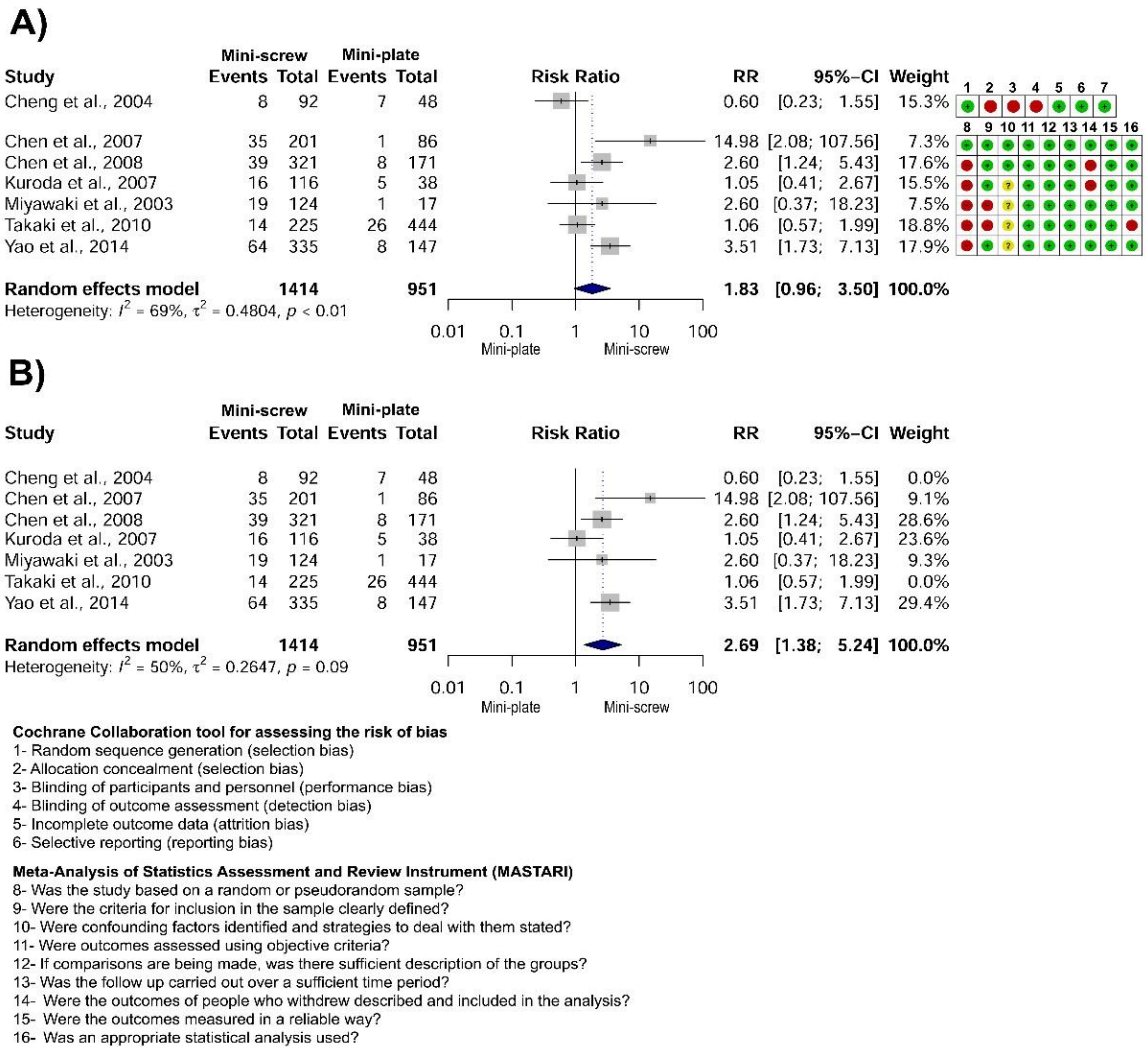 A)
Mini-screw Mini-plate
Study Events Total Events Total Risk Ratio RR 95%−CI Weight
1 2 3 4 5 6 7
Cheng et al., 2004 8 92 7 48 0.60 [0.23; 1.55] 15.3%
8 9 10 11 12 13 14 15 16
Chen et al., 2007 35 201 1 86 14.98 [2.08; 107.56] 7.3%
Chen et al., 2008 39 321 8 171 2.60 [1.24; 5.43] 17.6%
Kuroda et al., 2007 16 116 5 38 1.05 [0.41; 2.67] 15.5%
Miyawaki et al., 2003 19 124 1 17 2.60 [0.37; 18.23] 7.5%
Takaki et al., 2010 14 225 26 444 1.06 [0.57; 1.99] 18.8%
Yao et al., 2014 64 335 8 147 3.51 [1.73; 7.13] 17.9%
Random effects model 1414 951 1.83 [0.96; 3.50] 100.0%
Heterogeneity: I² = 69%, τ² = 0.4804, p < 0.01
0.01 0.1 1 10 100
Mini-plate Mini-screw
B)
Mini-screw Mini-plate
Study Events Total Events Total Risk Ratio RR 95%−CI Weight
Cheng et al., 2004 8 92 7 48 0.60 [0.23; 1.55] 0.0%
Chen et al., 2007 35 201 1 86 14.98 [2.08; 107.56] 9.1%
Chen et al., 2008 39 321 8 171 2.60 [1.24; 5.43] 28.6%
Kuroda et al., 2007 16 116 5 38 1.05 [0.41; 2.67] 23.6%
Miyawaki et al., 2003 19 124 1 17 2.60 [0.37; 18.23] 9.3%
Takaki et al., 2010 14 225 26 444 1.06 [0.57; 1.99] 0.0%
Yao et al., 2014 64 335 8 147 3.51 [1.73; 7.13] 29.4%
Random effects model 1414 951 2.69 [1.38; 5.24] 100.0%
Heterogeneity: I² = 50%, τ² = 0.2647, p = 0.09
0.01 0.1 1 10 100
Mini-plate Mini-screw
Cochrane Collaboration tool for assessing the risk of bias
1- Random sequence generation (selection bias)
2- Allocation concealment (selection bias)
3- Blinding of participants and personnel (performance bias)
4- Blinding of outcome assessment (detection bias)
5- Incomplete outcome data (attrition bias)
6- Selective reporting (reporting bias)
Meta-Analysis of Statistics Assessment and Review Instrument (MASTARI)
8- Was the study based on a random or pseudorandom sample?
9- Were the criteria for inclusion in the sample clearly defined?
10- Were confounding factors identified and strategies to deal with them stated?
11- Were outcomes assessed using objective criteria?
12- If comparisons are being made, was there sufficient description of the groups?
13- Was the follow up carried out over a sufficient time period?
14- Were the outcomes of people who withdrew described and included in the analysis?
15- Were the outcomes measured in a reliable way?
16- Was an appropriate statistical analysis used?